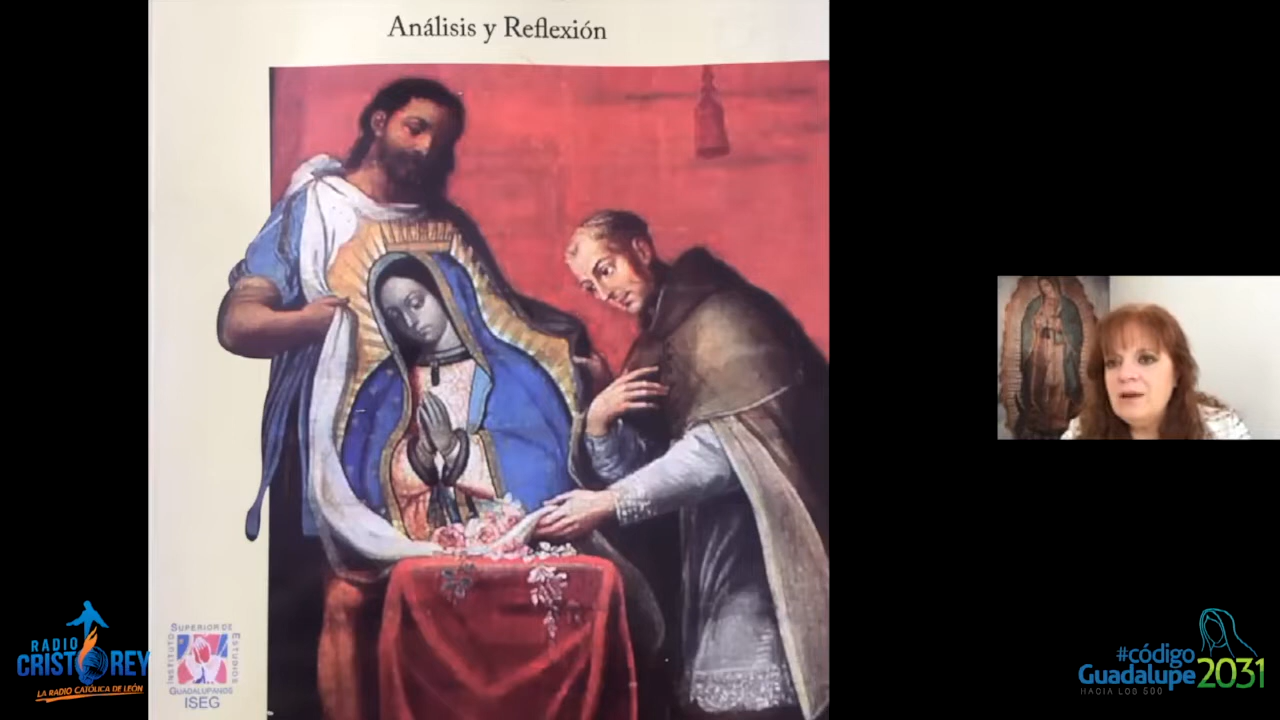 Análisis y Reflexión
RADIO
CRISTO REY
LA RADIO CATÓLICA DE LEÓN
INSTITUTO
SUPERIOR DE
ESTUDIOS
GUADALUPANOS
ISEG
#código
Guadalupe 2031
HACIA LOS 500